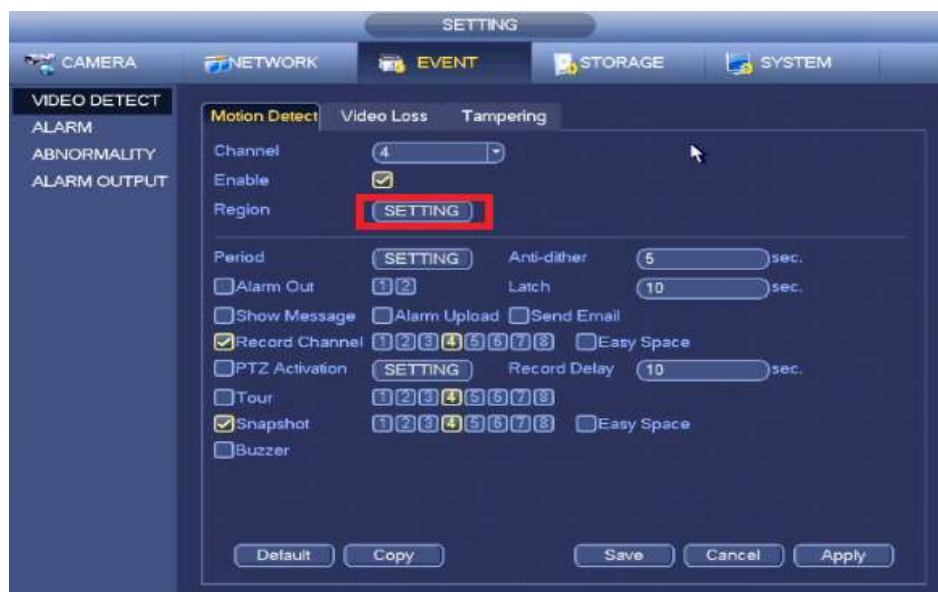 SETTING
CAMERA NETWORK EVENT STORAGE SYSTEM
VIDEO DETECT
ALARM
ABNORMALITY
ALARM OUTPUT
Motion Detect Video Loss Tampering
Channel 4
Enable
Region SETTING
Period SETTING Anti-dither 5 sec.
Alarm Out 1 2 Latch 10 sec.
Show Message Alarm Upload Send Email
Record Channel 1 2 3 4 5 6 7 8 Easy Space
PTZ Activation SETTING Record Delay 10 sec.
Tour 1 2 3 4 5 6 7 8
Snapshot 1 2 3 4 5 6 7 8 Easy Space
Buzzer
Default Copy Save Cancel Apply